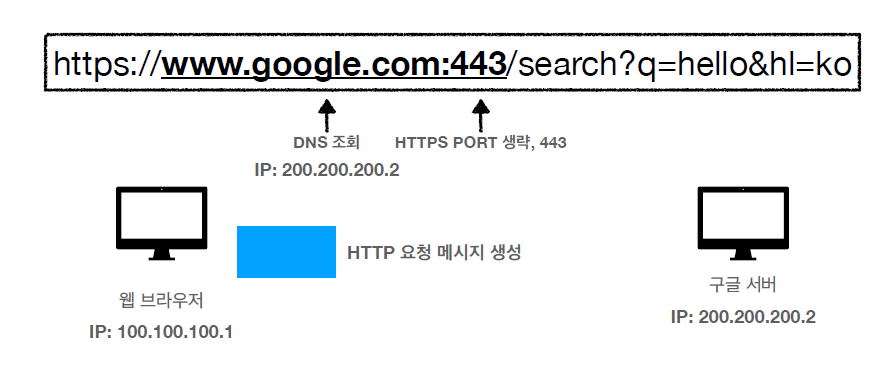 https://www.google.com:443/search?q=hello&hl=ko
DNS 조회
HTTPS PORT 생략, 443
IP: 200.200.200.2
HTTP 요청 메시지 생성
웹 브라우저
IP: 100.100.100.1
구글 서버
IP: 200.200.200.2